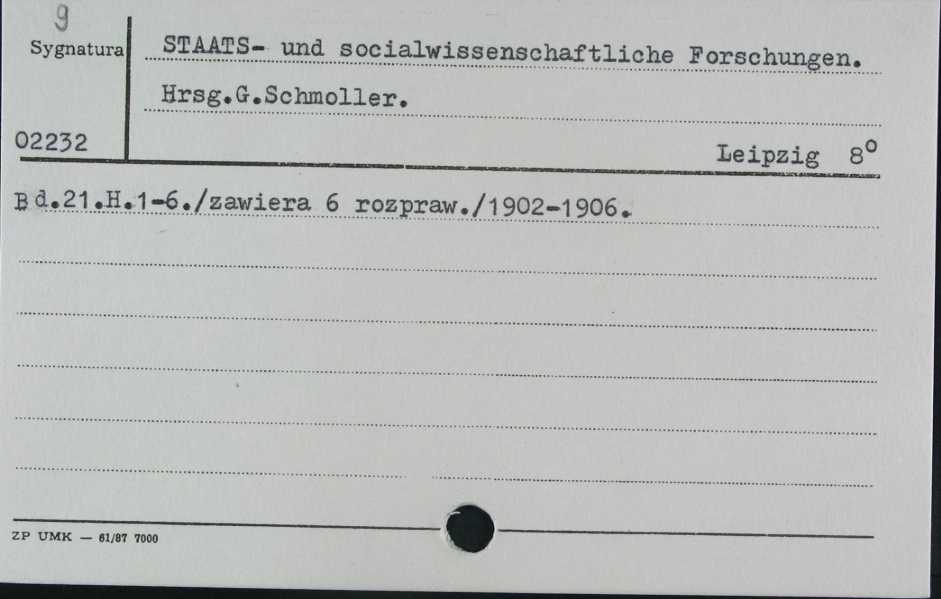 9
Sygnatura
STAATS- und socialwissenschaftliche Forschungen.
Hrsg.G.Schmoller.
02232
Leipzig 8°
Bd.21.H.1-6./zawiera 6 rozpraw./1902-1906.
ZP UMK — 61/87 7000